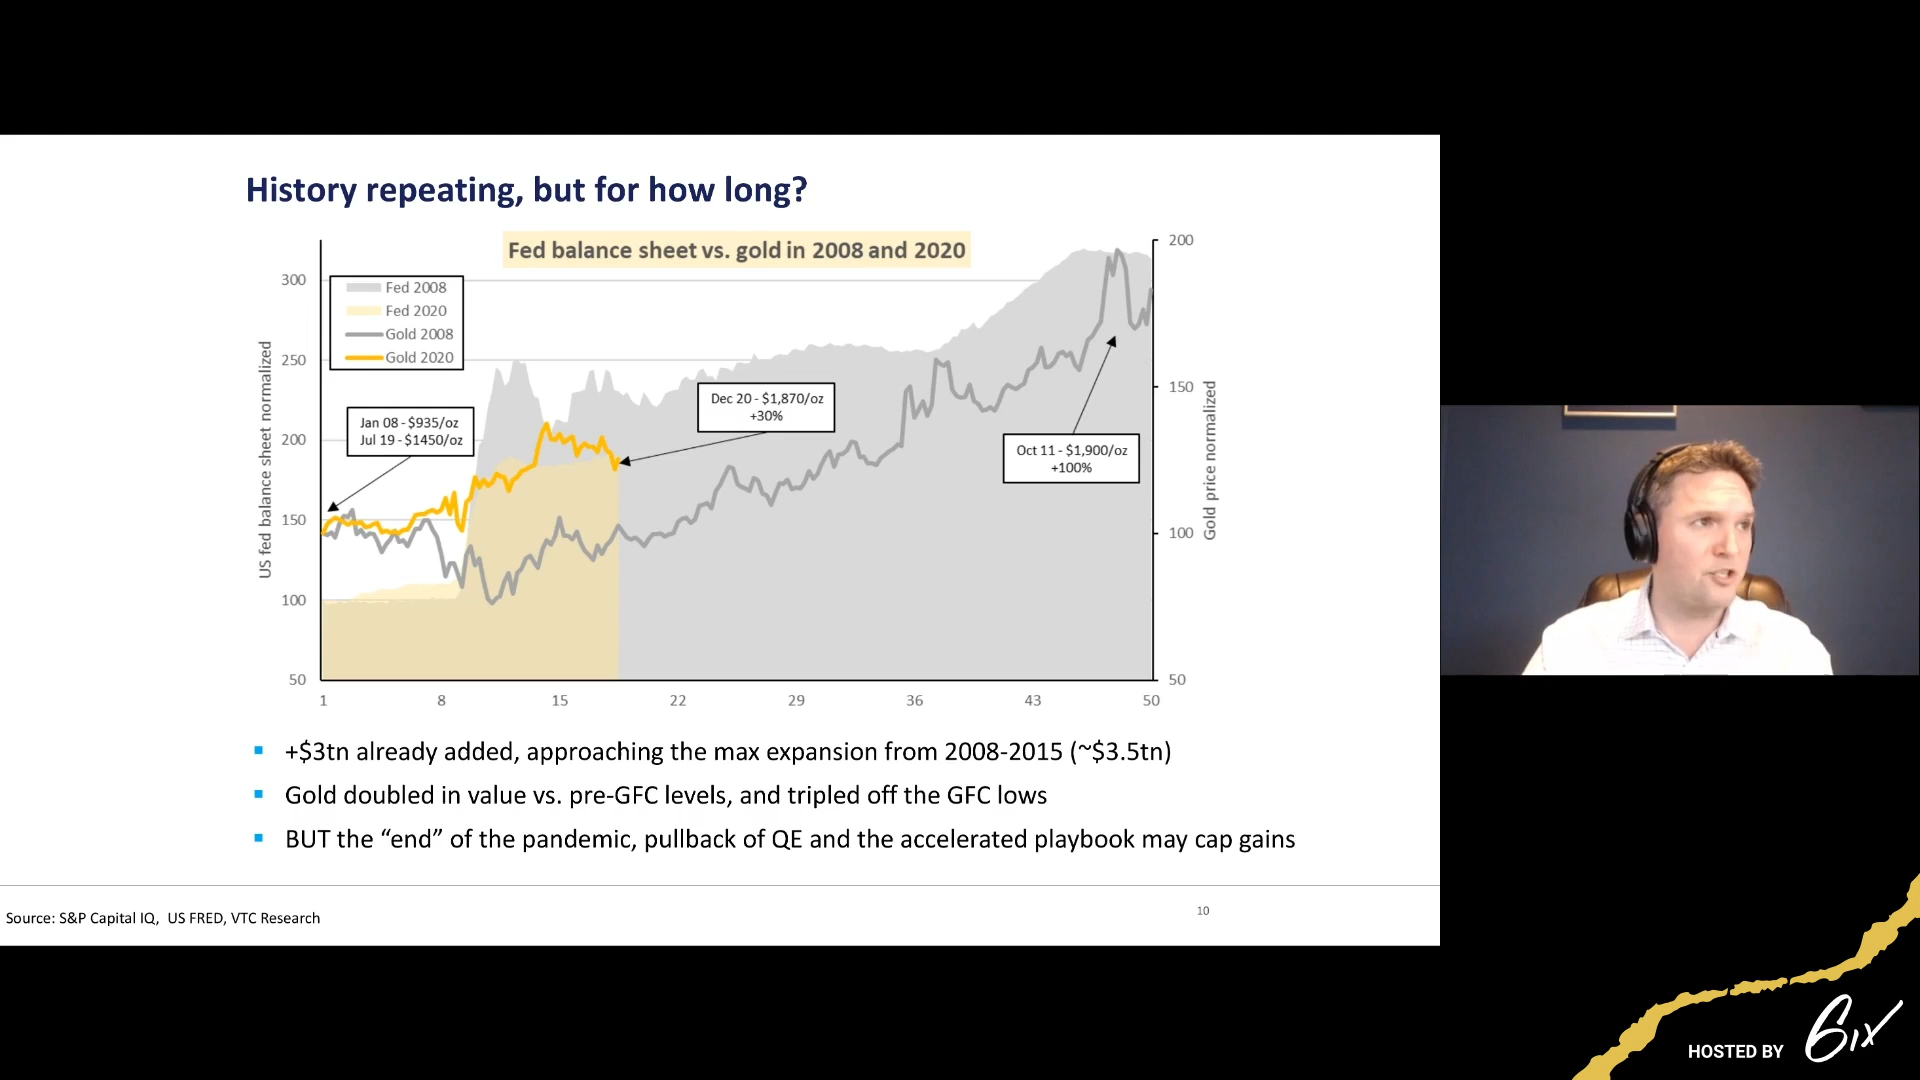 History repeating, but for how long?
Fed balance sheet vs. gold in 2008 and 2020
Fed 2008
Fed 2020
Gold 2008
Gold 2020
US fed balance sheet normalized
300
250
200
150
100
50
Jan 08 - $935/oz
Jul 19 - $1450/oz
Dec 20 - $1,870/oz
+30%
Oct 11 - $1,900/oz
+100%
200
150
100
50
Gold price normalized
1 8 15 22 29 36 43 50
+$3tn already added, approaching the max expansion from 2008-2015 (~$3.5tn)
Gold doubled in value vs. pre-GFC levels, and tripled off the GFC lows
BUT the “end” of the pandemic, pullback of QE and the accelerated playbook may cap gains
Source: S&P Capital IQ, US FRED, VTC Research
10
HOSTED BY 6ix